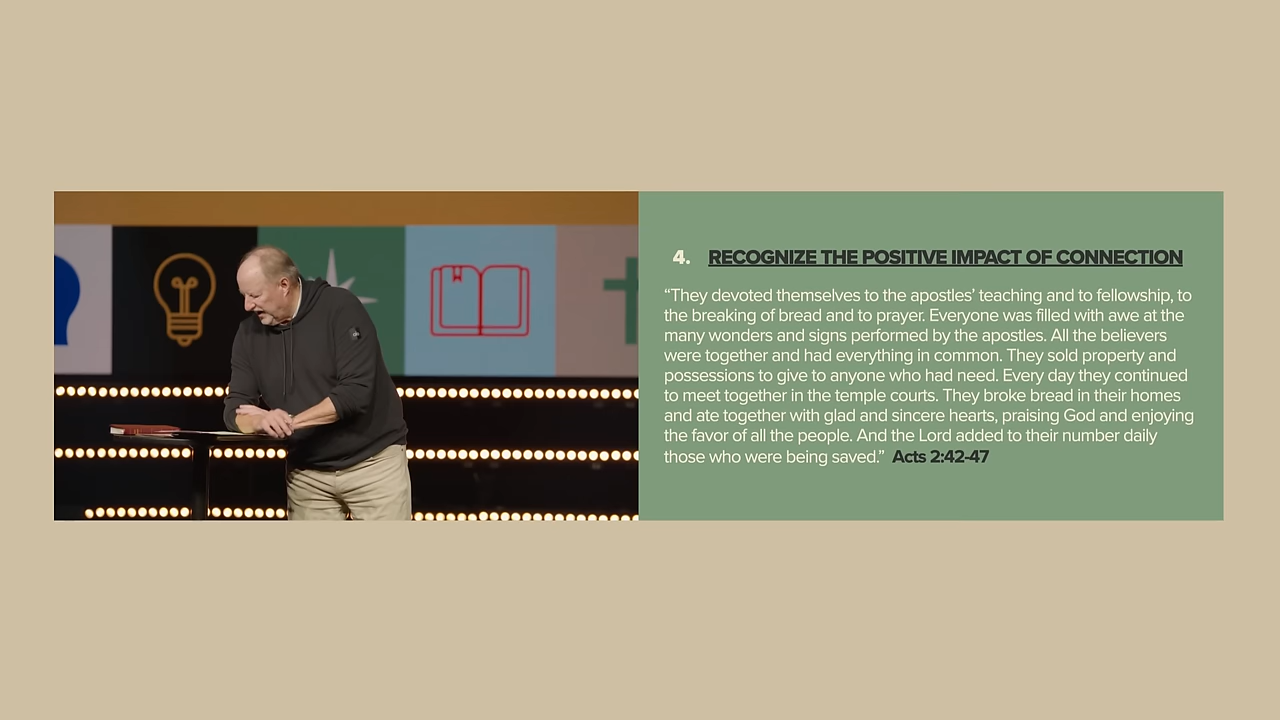 4. RECOGNIZE THE POSITIVE IMPACT OF CONNECTION
“They devoted themselves to the apostles’ teaching and to fellowship, to
the breaking of bread and to prayer. Everyone was filled with awe at the
many wonders and signs performed by the apostles. All the believers
were together and had everything in common. They sold property and
possessions to give to anyone who had need. Every day they continued
to meet together in the temple courts. They broke bread in their homes
and ate together with glad and sincere hearts, praising God and enjoying
the favor of all the people. And the Lord added to their number daily
those who were being saved.” Acts 2:42-47